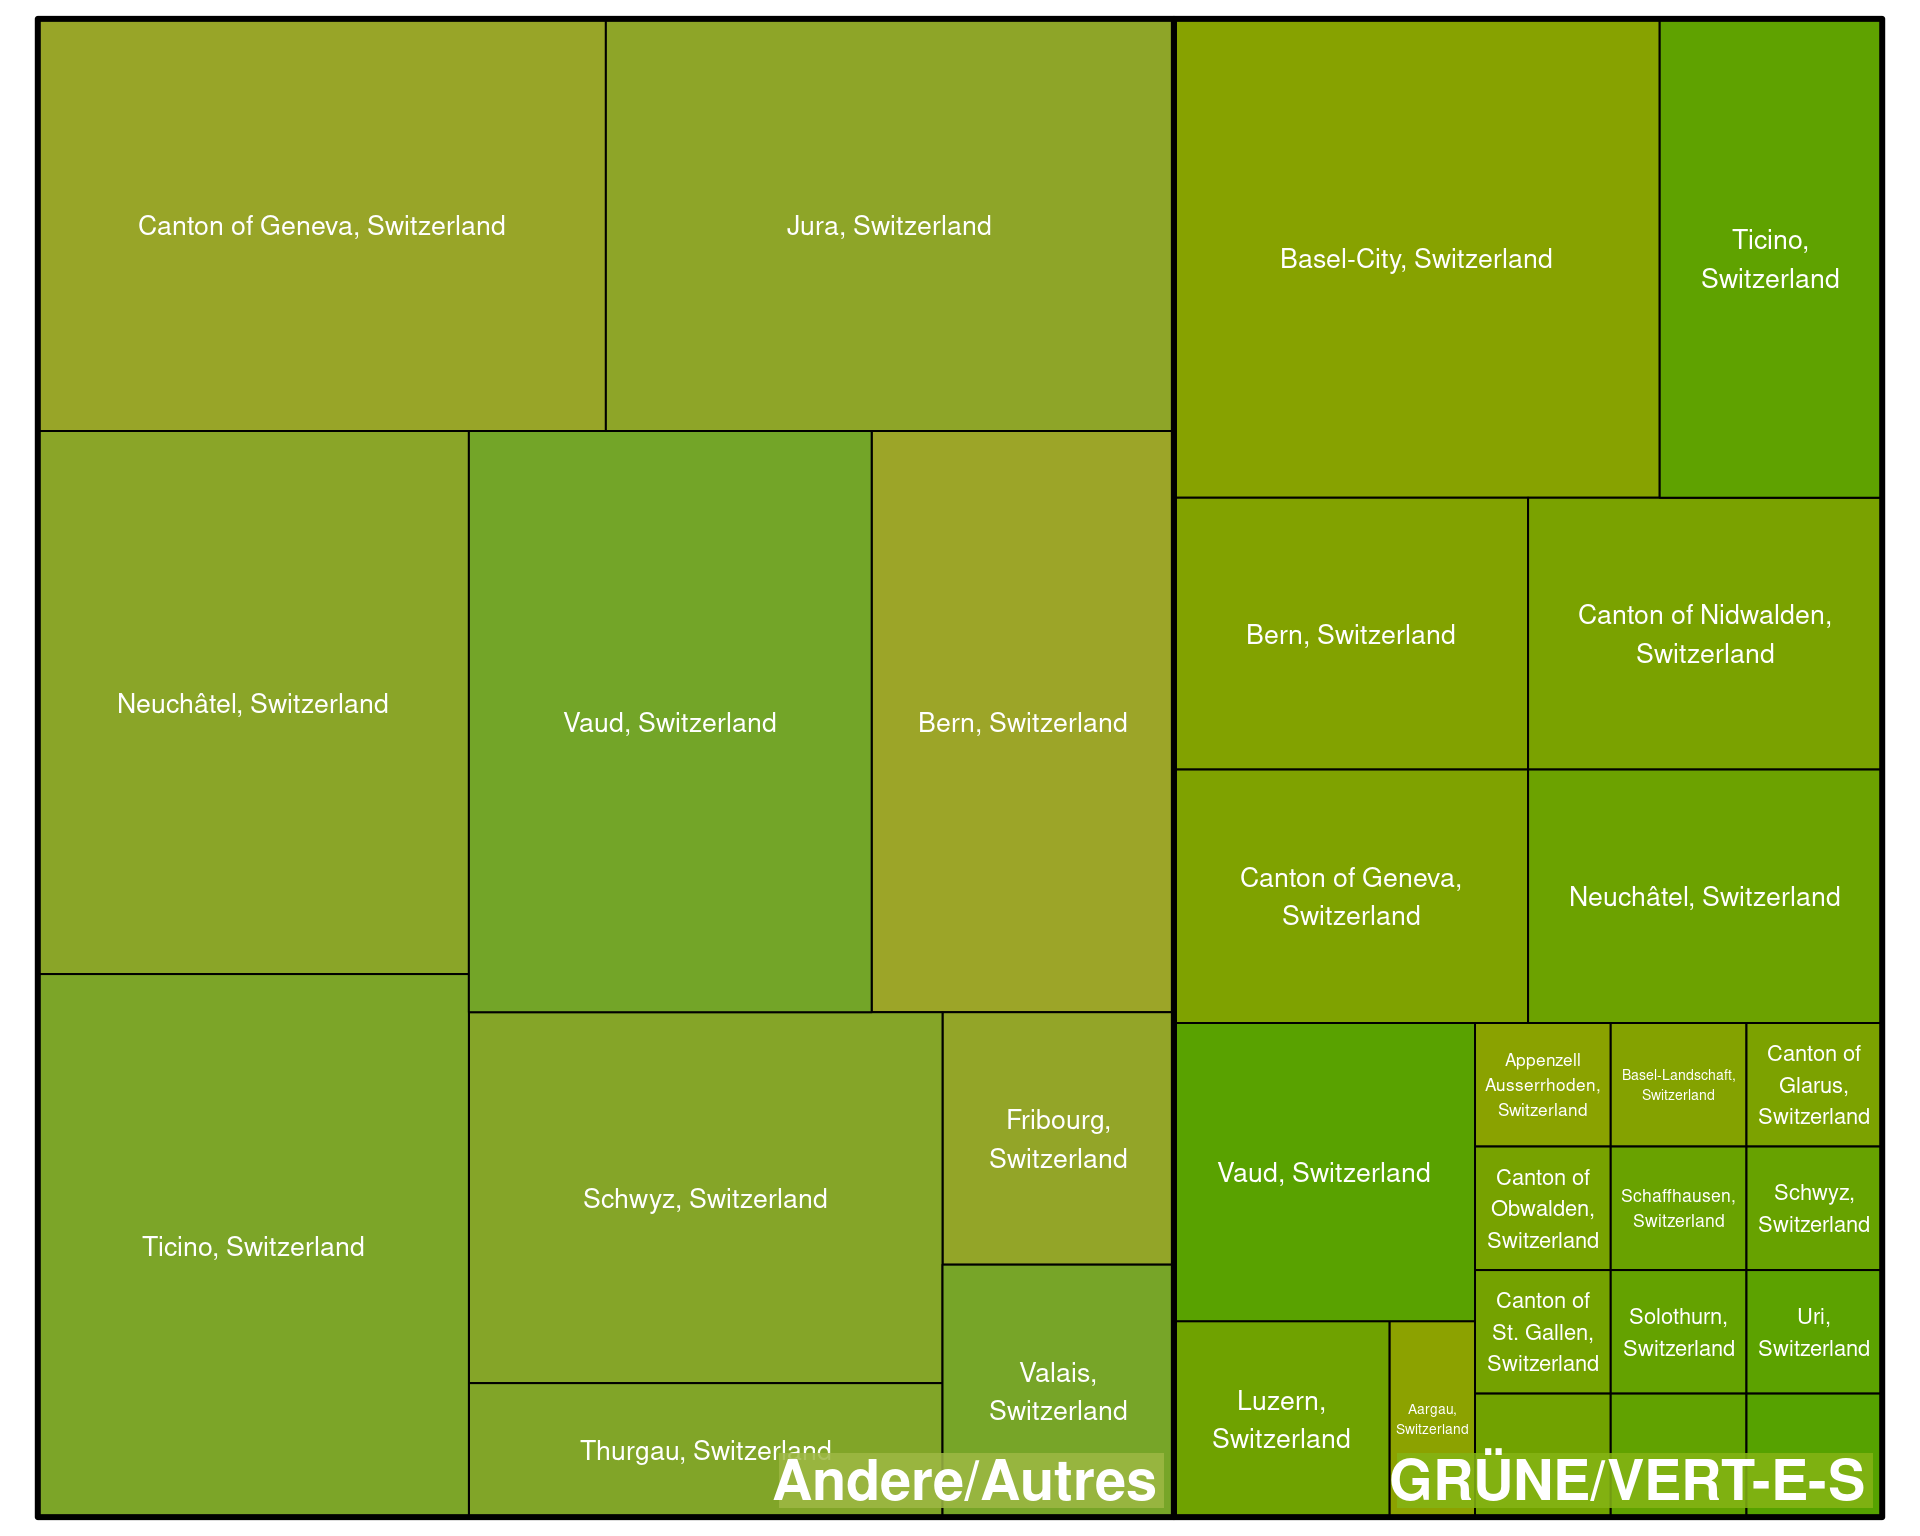 Canton of Geneva, Switzerland
Jura, Switzerland
Neuchâtel, Switzerland
Vaud, Switzerland
Bern, Switzerland
Ticino, Switzerland
Schwyz, Switzerland
Fribourg,
Switzerland
Valais,
Switzerland
Thurgau, Switzerland
Andere/Autres
Basel-City, Switzerland
Ticino,
Switzerland
Bern, Switzerland
Canton of Nidwalden,
Switzerland
Canton of Geneva,
Switzerland
Neuchâtel, Switzerland
Vaud, Switzerland
Appenzell
Ausserrhoden,
Switzerland
Basel-Landschaft,
Switzerland
Canton of
Glarus,
Switzerland
Canton of
Obwalden,
Switzerland
Schaffhausen,
Switzerland
Schwyz,
Switzerland
Canton of
St. Gallen,
Switzerland
Solothurn,
Switzerland
Uri,
Switzerland
Luzern,
Switzerland
Aargau,
Switzerland
GRÜNE/VERT-E-S